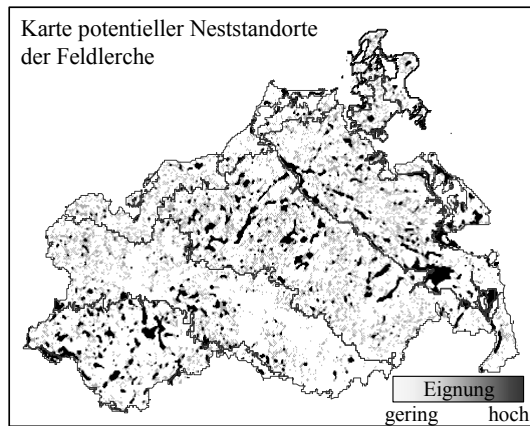 Karte potentieller Neststandorte
der Feldlerche
Eignung
gering hoch